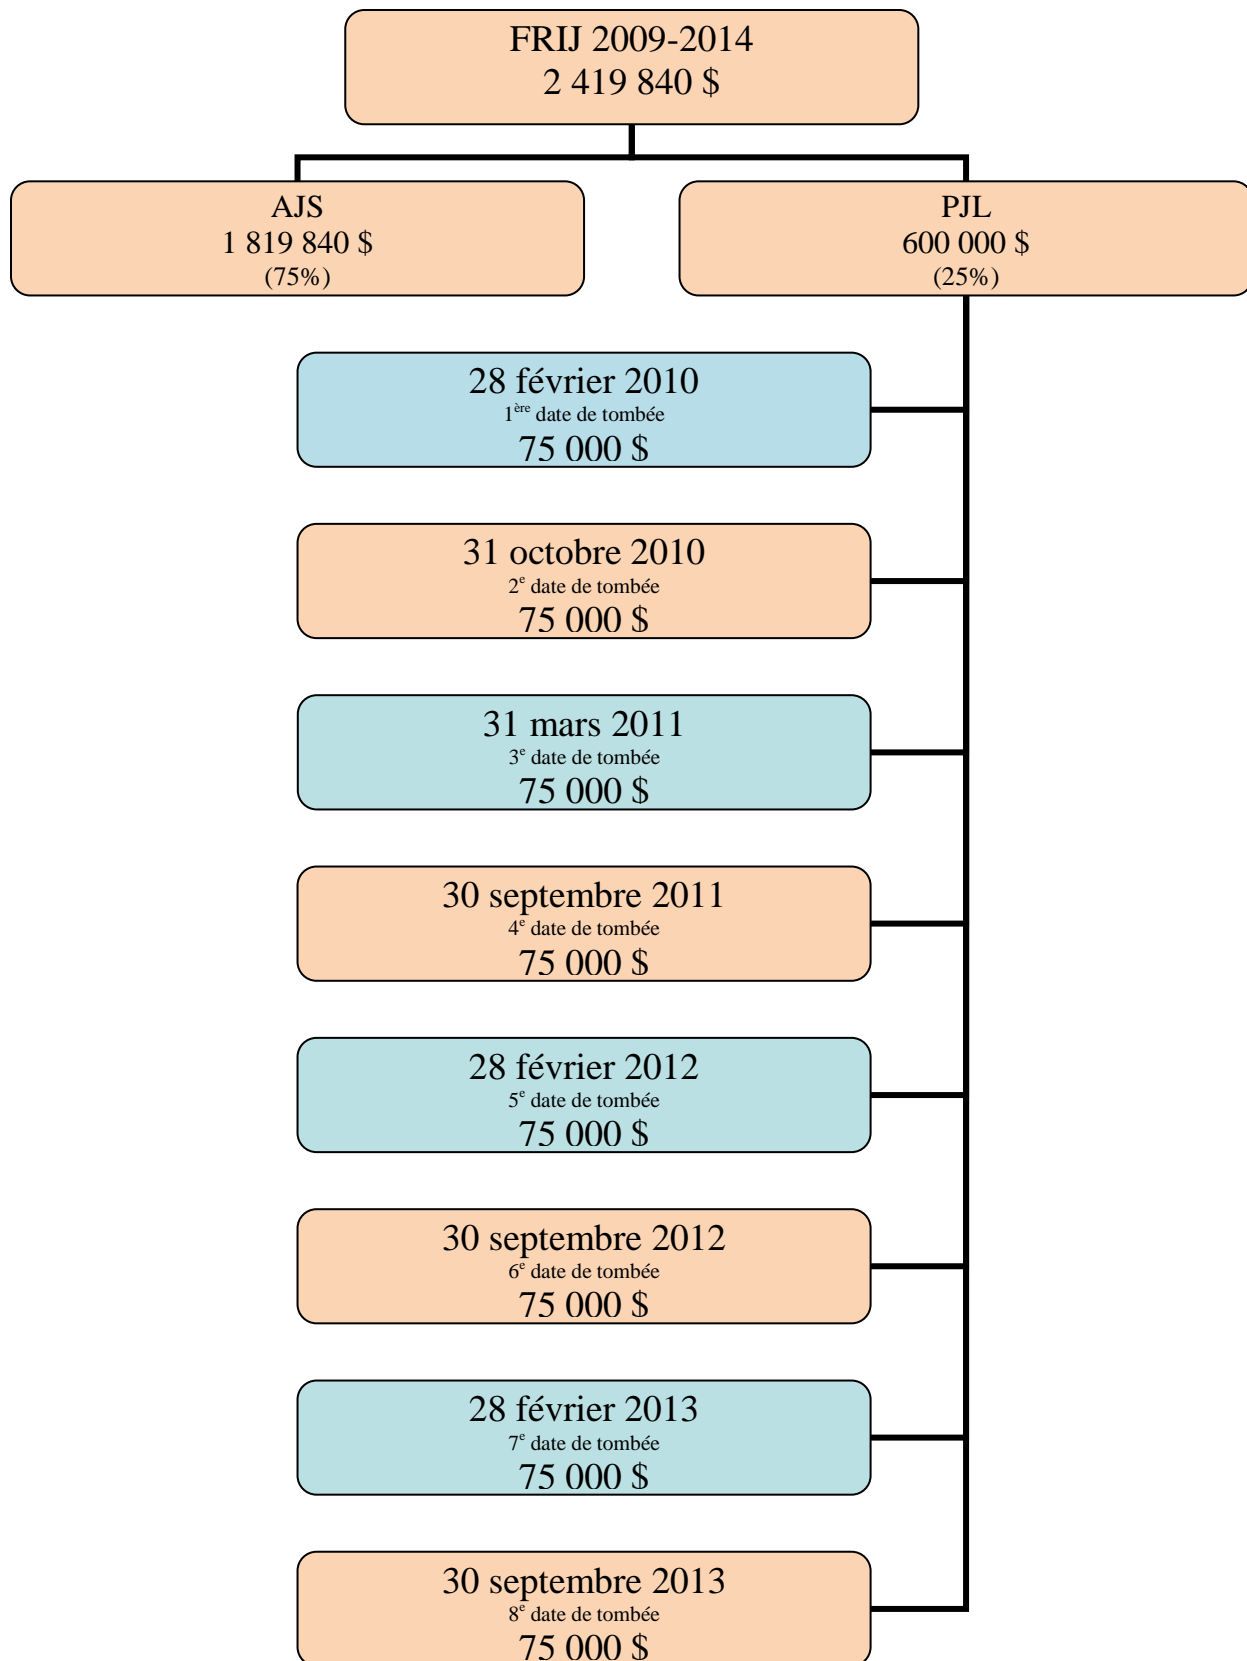 FRIJ 2009-2014
2 419 840 $
AJS
1 819 840 $
(75%)
PJL
600 000 $
(25%)
28 février 2010
1ère date de tombée
75 000 $
31 octobre 2010
2e date de tombée
75 000 $
31 mars 2011
3e date de tombée
75 000 $
30 septembre 2011
4e date de tombée
75 000 $
28 février 2012
5e date de tombée
75 000 $
30 septembre 2012
6e date de tombée
75 000 $
28 février 2013
7e date de tombée
75 000 $
30 septembre 2013
8e date de tombée
75 000 $